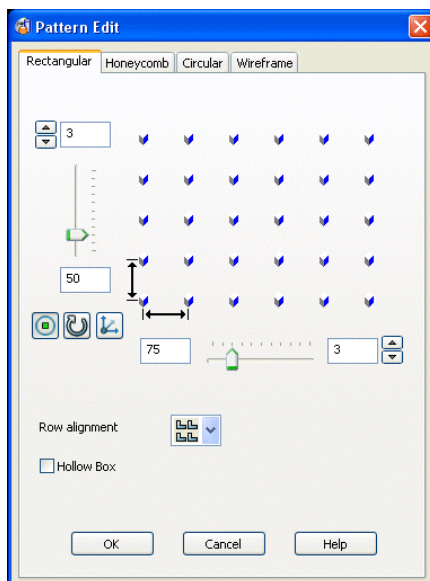 Pattern Edit
Rectangular Honeycomb Circular Wireframe
3
50
75 3
Row alignment
Hollow Box
OK Cancel Help